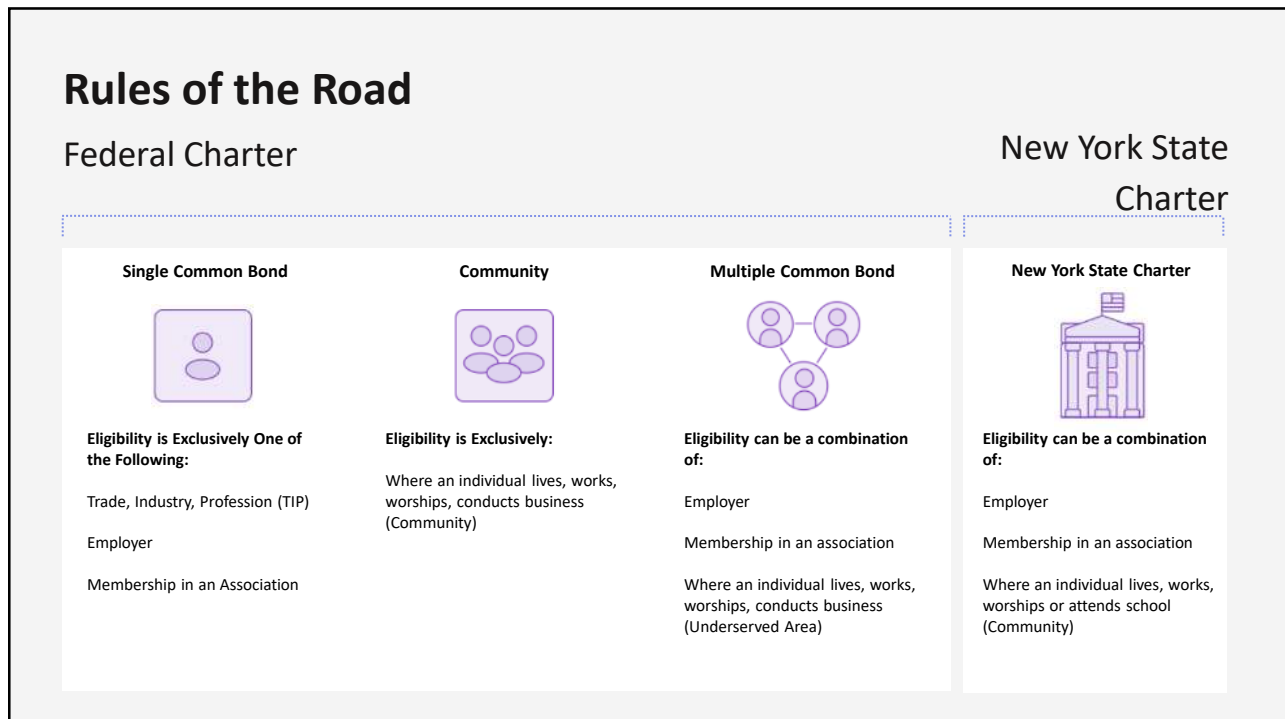 Rules of the Road
Federal Charter
New York State
Charter
Single Common Bond
Eligibility is Exclusively One of
the Following:
Trade, Industry, Profession (TIP)
Employer
Membership in an Association
Community
Eligibility is Exclusively:
Where an individual lives, works,
worships, conducts business
(Community)
Multiple Common Bond
Eligibility can be a combination
of:
Employer
Membership in an association
Where an individual lives, works,
worships, conducts business
(Underserved Area)
New York State Charter
Eligibility can be a combination
of:
Employer
Membership in an association
Where an individual lives, works,
worships or attends school
(Community)